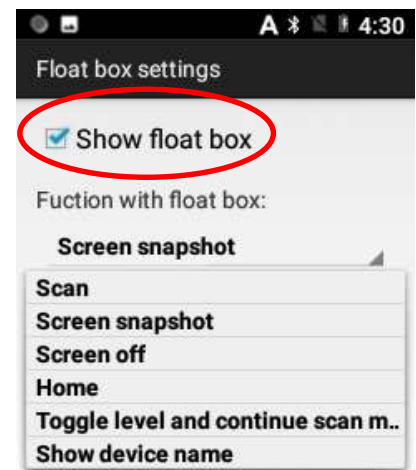 A 4:30
Float box settings
Show float box
Fuction with float box:
Screen snapshot
Scan
Screen snapshot
Screen off
Home
Toggle level and continue scan m..
Show device name